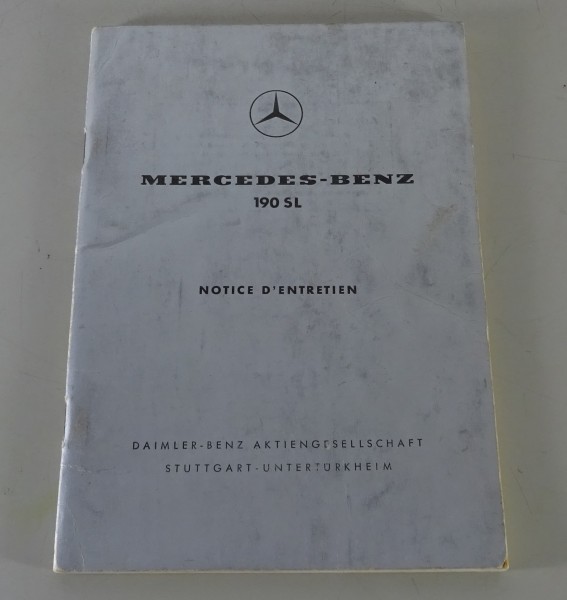 MERCEDES-BENZ
190 SL
NOTICE D'ENTRETIEN
DAIMLER-BENZ AKTIENGESELLSCHAFT
STUTTGART-UNTERTÜRKHEIM